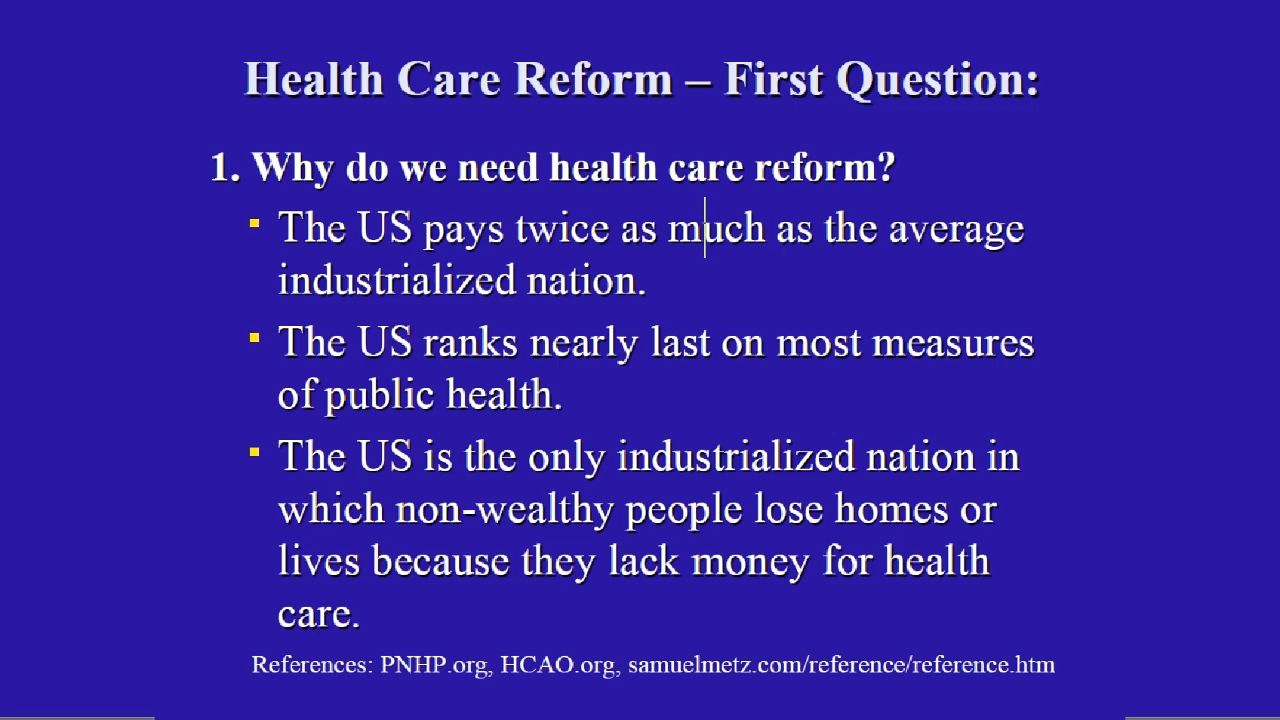 Health Care Reform – First Question:
1. Why do we need health care reform?
▪ The US pays twice as much as the average
industrialized nation.
▪ The US ranks nearly last on most measures
of public health.
▪ The US is the only industrialized nation in
which non-wealthy people lose homes or
lives because they lack money for health
care.
References: PNHP.org, HCAO.org, samuelmetz.com/reference/reference.htm